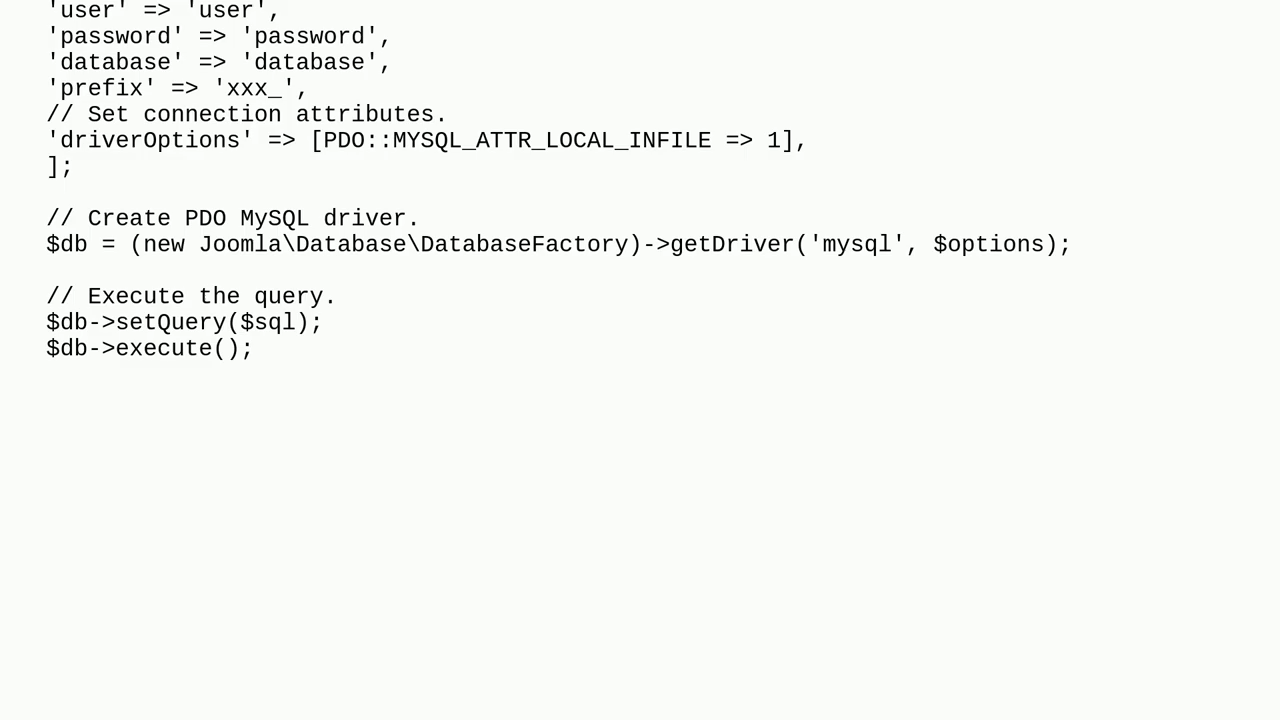 'user' => 'user',
'password' => 'password',
'database' => 'database',
'prefix' => 'xxx_',
// Set connection attributes.
'driverOptions' => [PDO::MYSQL_ATTR_LOCAL_INFILE => 1],
];
// Create PDO MySQL driver.
$db = (new Joomla\Database\DatabaseFactory)->getDriver('mysql', $options);
// Execute the query.
$db->setQuery($sql);
$db->execute();